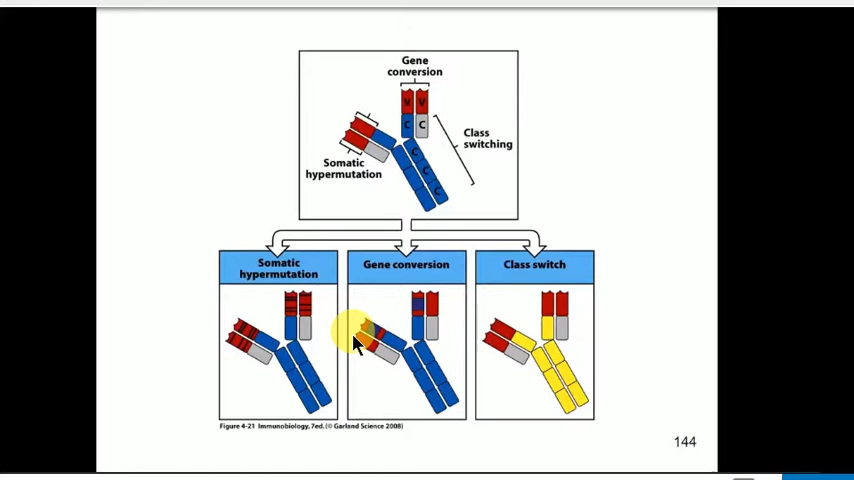 Gene
conversion
V V
C C
C
C
C
Class
switching
Somatic
hypermutation
Somatic
hypermutation
Gene conversion
Class switch
Figure 4-21 Immunobiology, 7ed. (© Garland Science 2008)
144